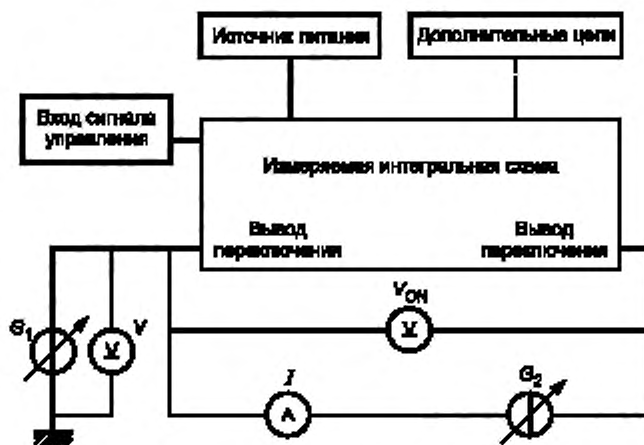 Источник питания
Дополнительные цепи
Вход сигнала
управления
Измеряемая интегральная схема
Вывод
переключения
Вывод
переключения
V_ON
V
G_1
V
V
I
A
G_2